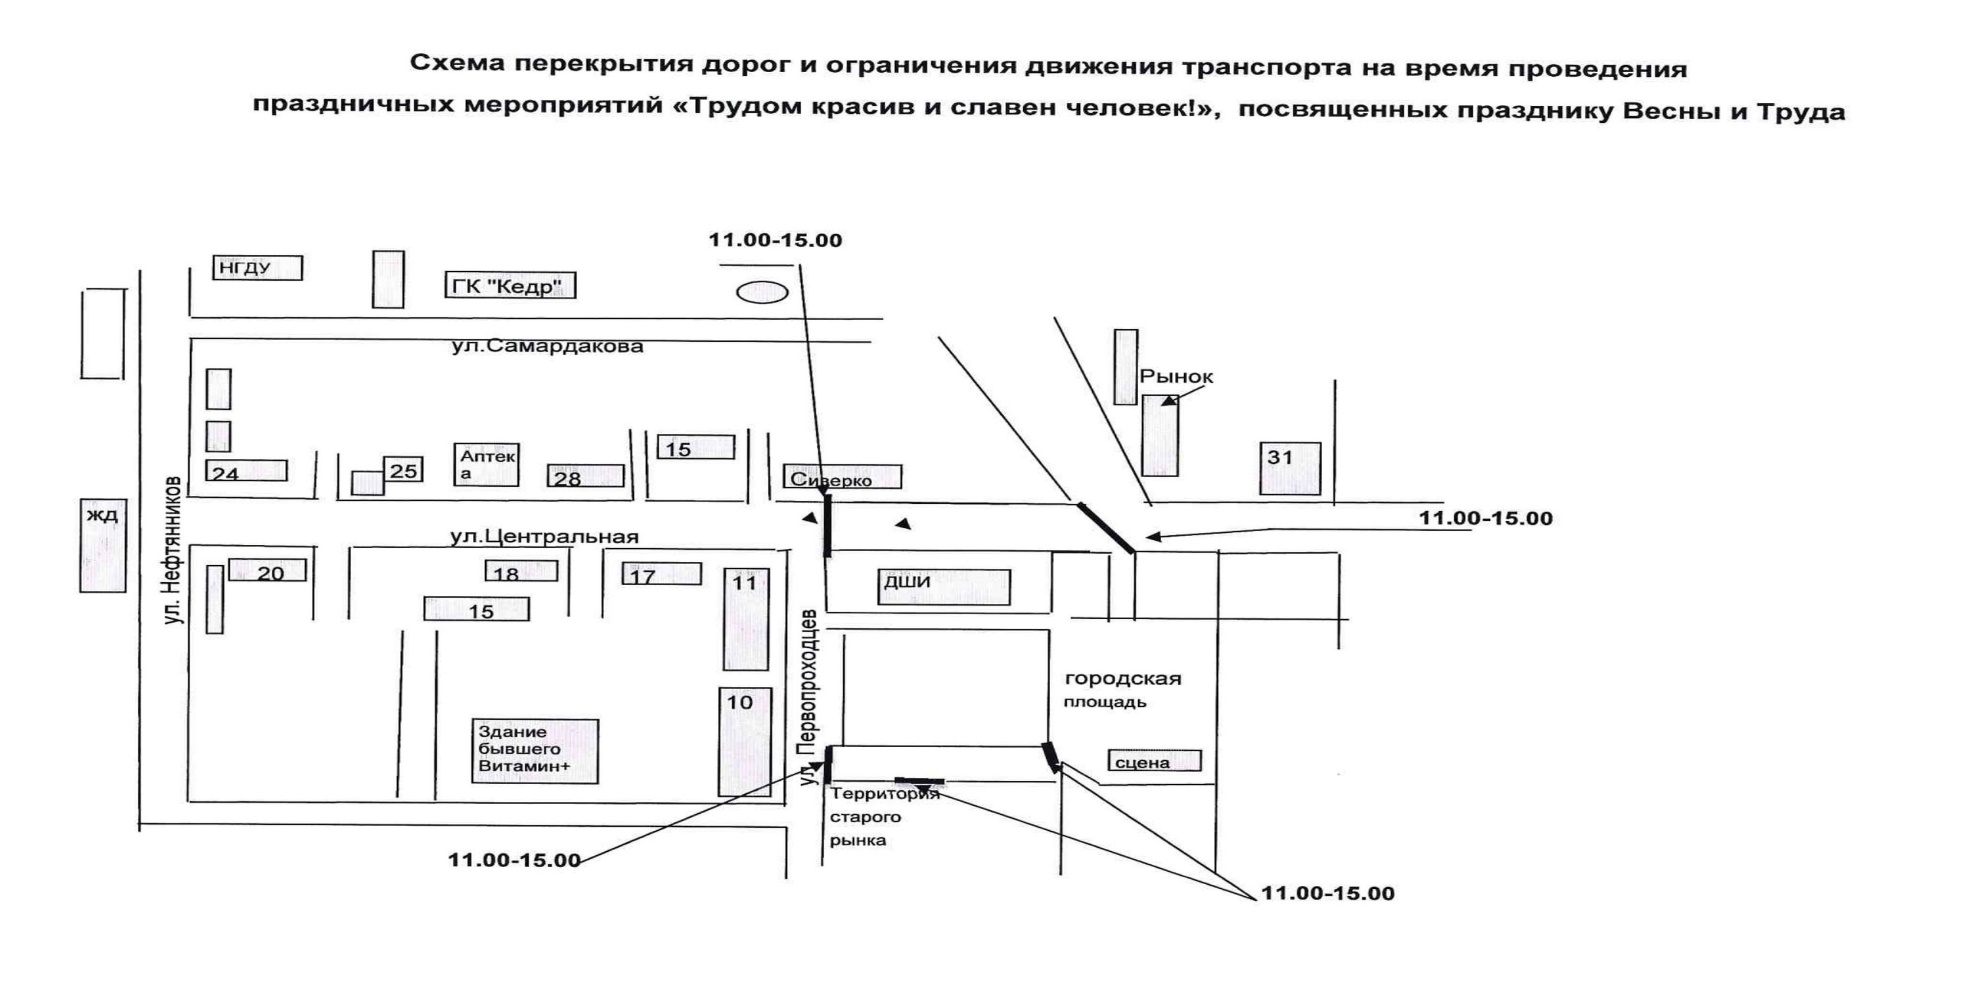 Схема перекрытия дорог и ограничения движения транспорта на время проведения
праздничных мероприятий «Трудом красив и славен человек!», посвященных празднику Весны и Труда
11.00-15.00
НГДУ
ГК "Кедр"
ул.Самардакова
Рынок
15
31
24
25
Аптек
а
28
Сиверко
жд
ул. Нефтянников
11.00-15.00
ул.Центральная
20
18
17
11
ДШИ
15
ул. Первопроходцев
городская
площадь
10
Здание
бывшего
Витамин+
сцена
Территория
старого
рынка
11.00-15.00
11.00-15.00